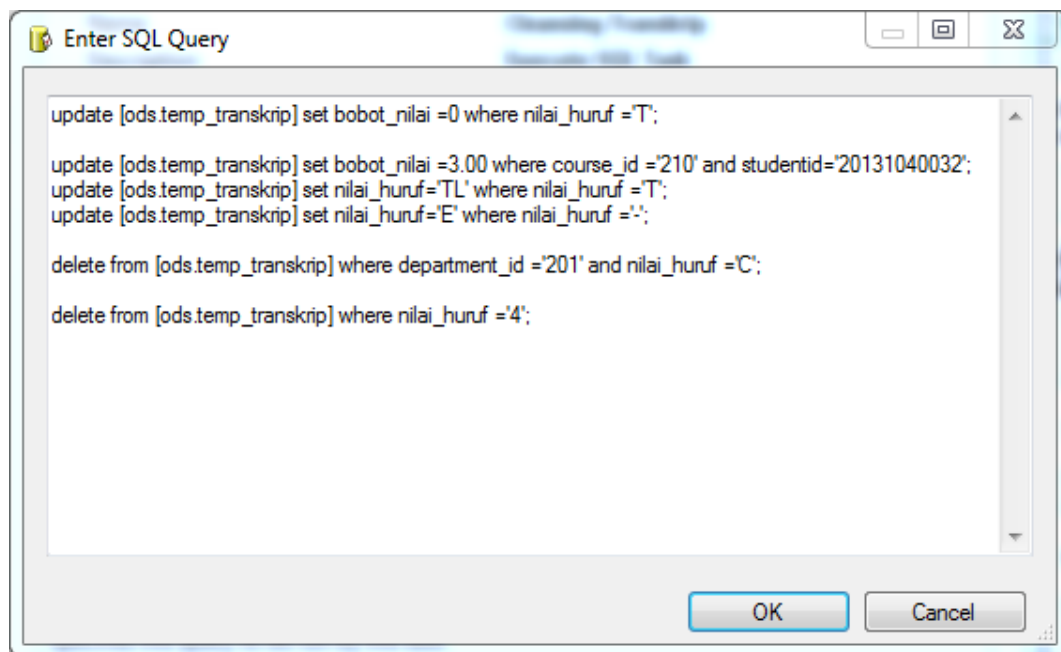 Enter SQL Query
update [ods.temp_transkrip] set bobot_nilai =0 where nilai_huruf ='T';
update [ods.temp_transkrip] set bobot_nilai =3.00 where course_id ='210' and studentid='20131040032';
update [ods.temp_transkrip] set nilai_huruf='TL' where nilai_huruf ='T';
update [ods.temp_transkrip] set nilai_huruf='E' where nilai_huruf ='-';
delete from [ods.temp_transkrip] where department_id ='201' and nilai_huruf ='C';
delete from [ods.temp_transkrip] where nilai_huruf ='4';
OK Cancel